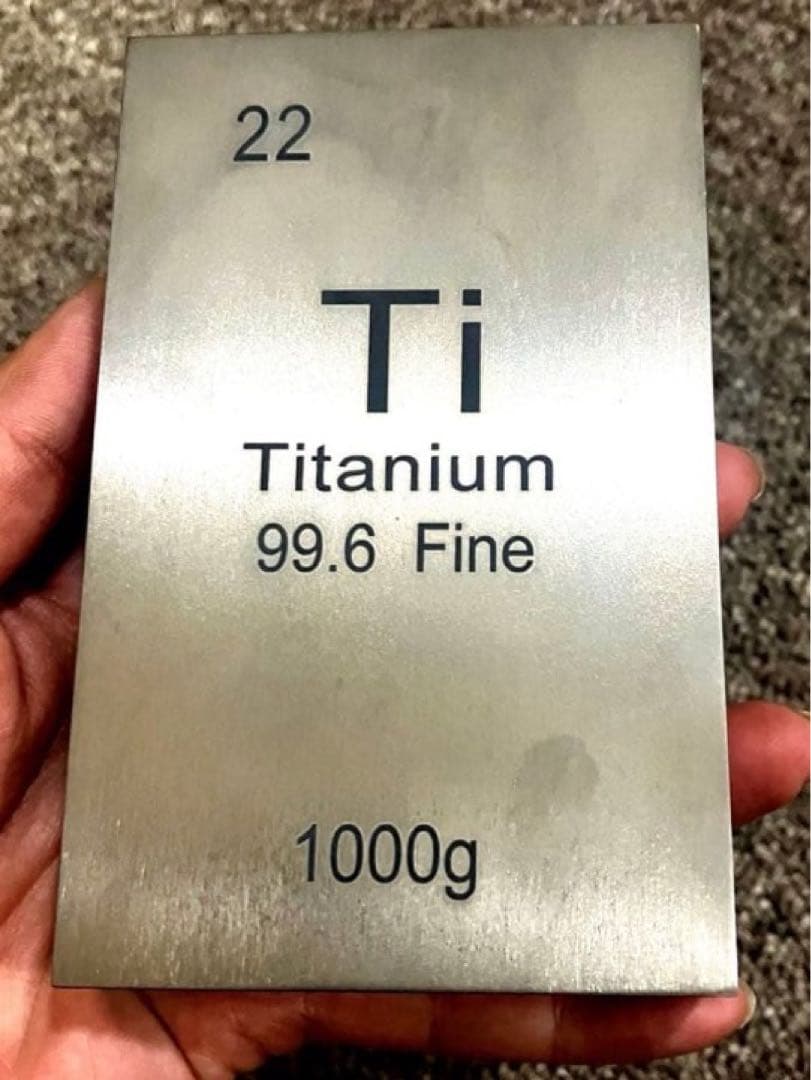 22
Ti
Titanium
99.6 Fine
1000g